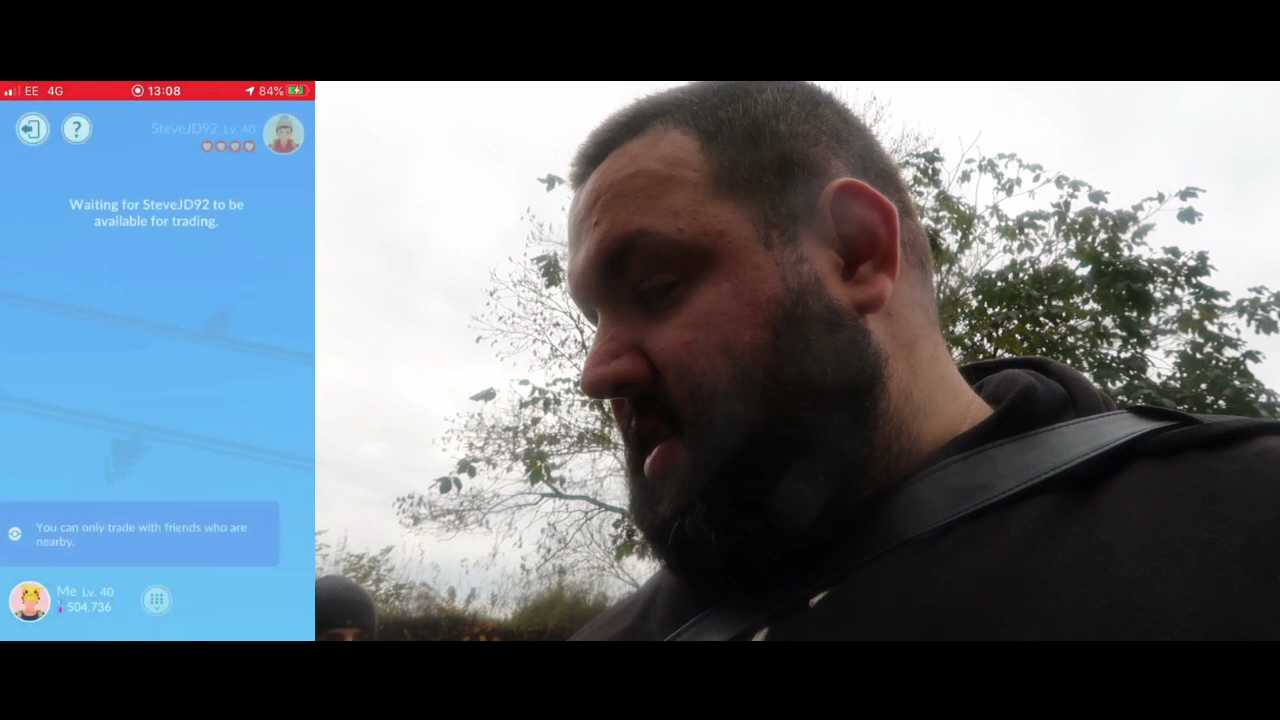 EE 4G 13:08 84%
? SteveJD92 Lv. 40
Waiting for SteveJD92 to be
available for trading.
You can only trade with friends who are
nearby.
Me Lv. 40
504,736